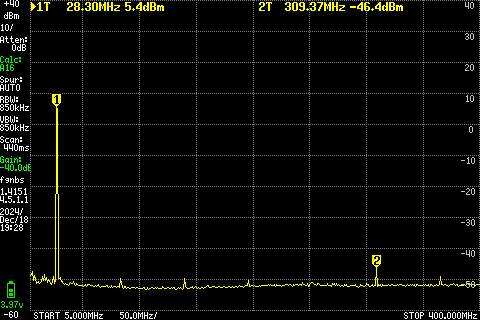 +40
dBm
10/
Atten:
0dB
Calc:
A16
Spur:
AUTO
RBW:
850kHz
VBW:
850kHz
Scan:
440ms
Gain:
-40.0dB
fgnbs
1.4151
4.5.1.1
2024/
Dec/18
19:28
3.97v
-60
1T 28.30MHz 5.4dBm 2T 309.37MHz -46.4dBm
1
2
40
30
20
10
0
-10
-20
-30
-40
-50
START 5.000MHz 50.0MHz/ STOP 400.000MHz